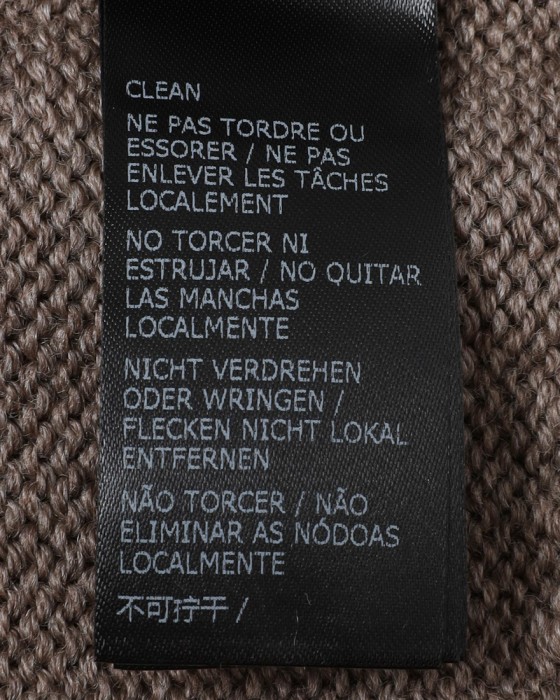 CLEAN
NE PAS TORDRE OU
ESSORER / NE PAS
ENLEVER LES TÂCHES
LOCALEMENT
NO TORCER NI
ESTRUJAR / NO QUITAR
LAS MANCHAS
LOCALMENTE
NICHT VERDREHEN
ODER WRINGEN /
FLECKEN NICHT LOKAL
ENTFERNEN
NÃO TORCER / NÃO
ELIMINAR AS NÓDOAS
LOCALMENTE
不可拧干 /